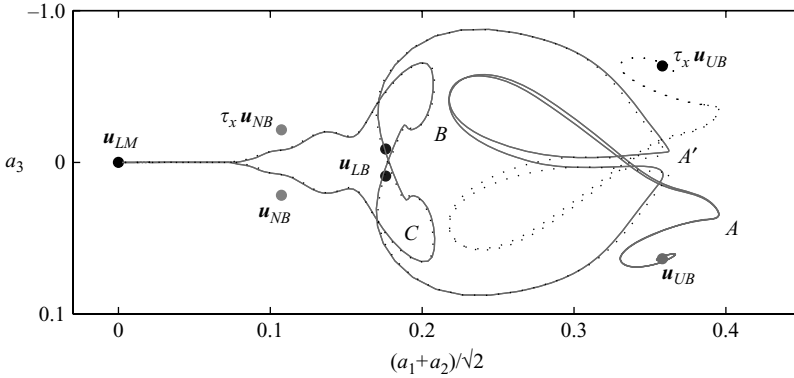 –1.0
τx uUB
τx uNB
uLM
B
a3
0
uLB
A′
C
A
uNB
uUB
0.1
0
0.1
0.2
0.3
0.4
(a1+a2)/√2